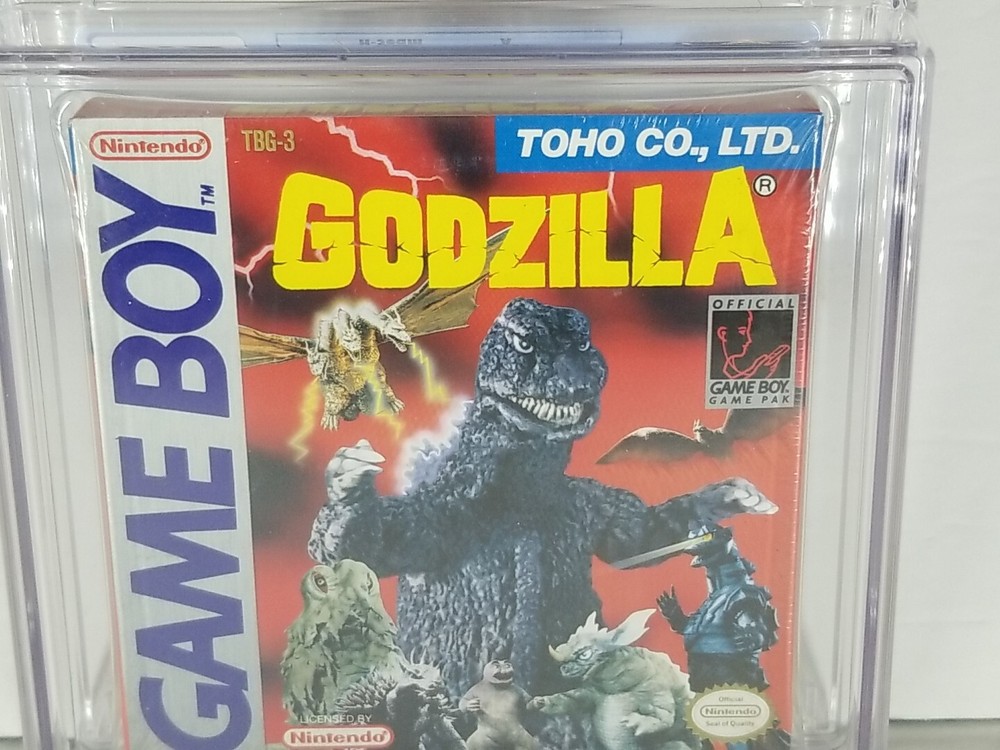 Nintendo®
GAME BOY™
TBG-3
TOHO CO., LTD.
GODZILLA®
OFFICIAL
GAME BOY™
GAME PAK
LICENSED BY
Nintendo®
Official
Nintendo
Seal of Quality